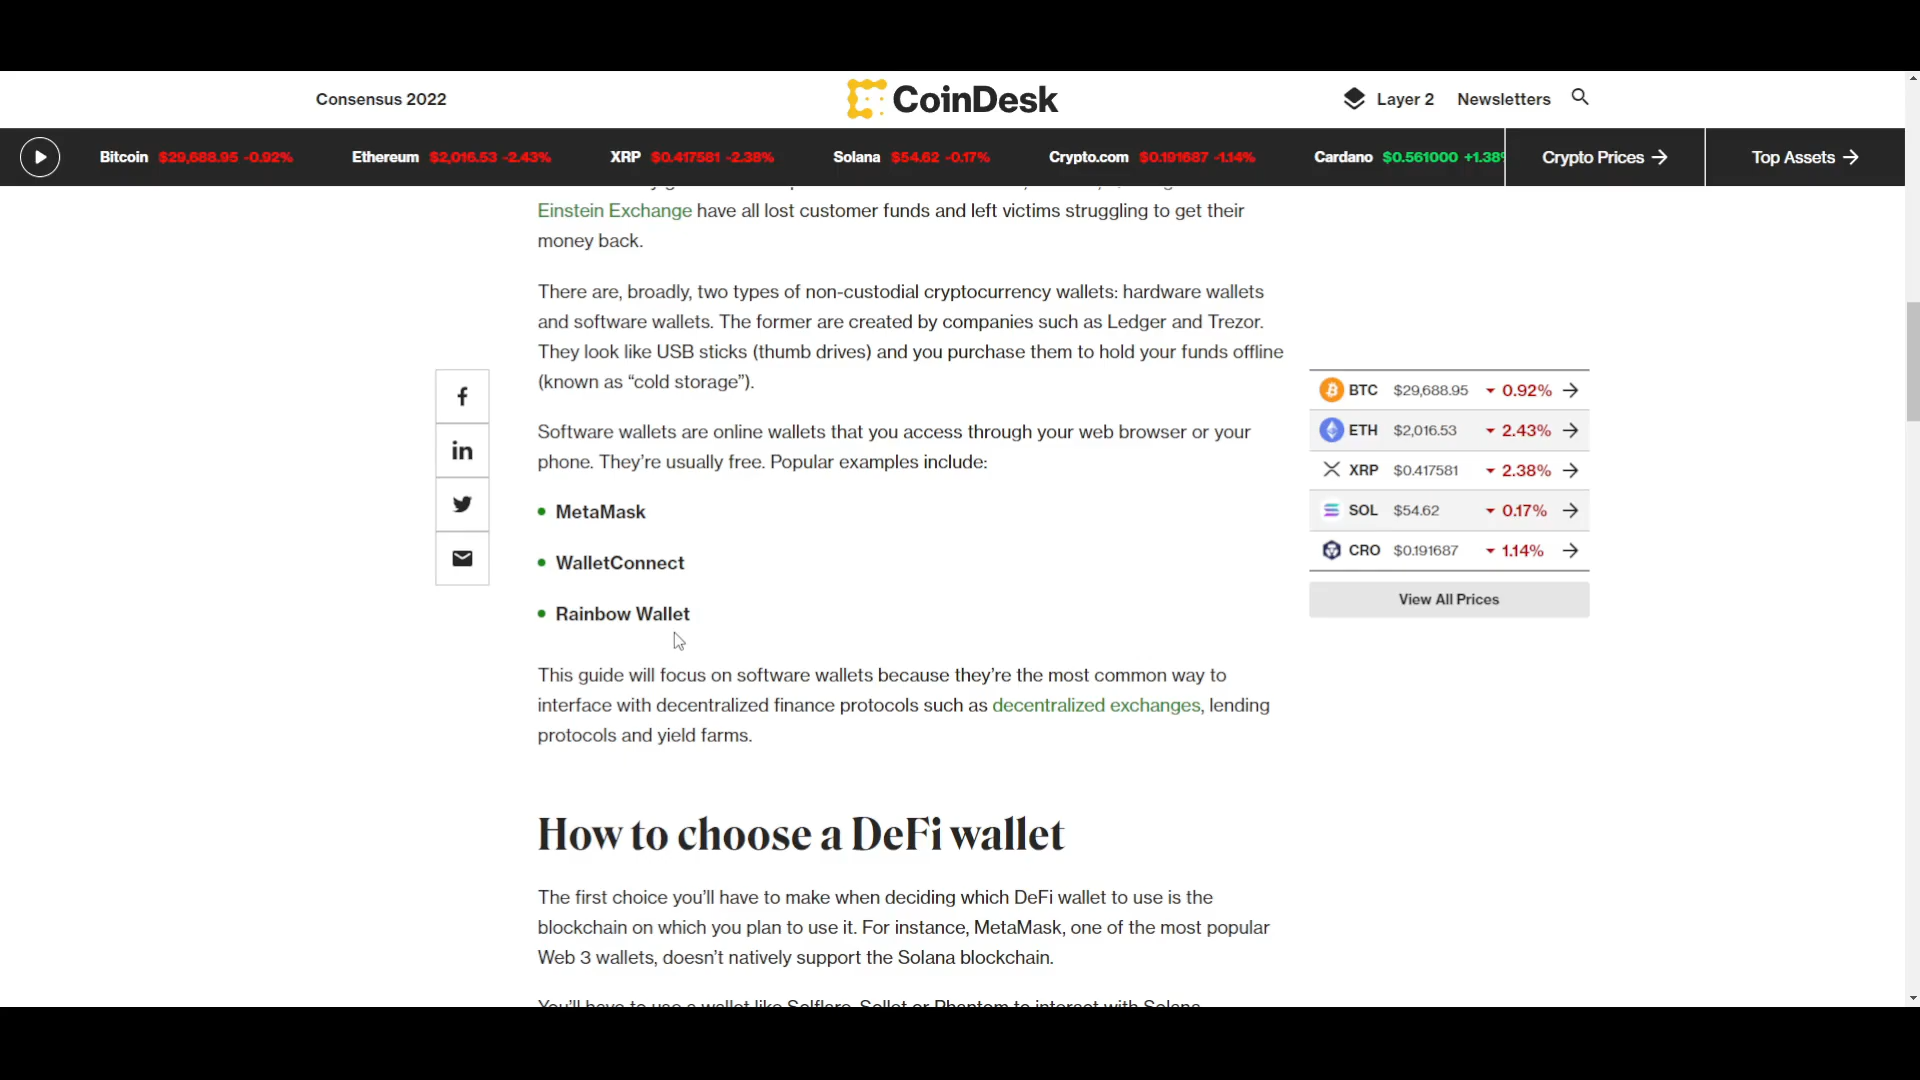 Consensus 2022
CoinDesk
Layer 2
Newsletters
Bitcoin $29,688.95 -0.92%
Ethereum $2,016.53 -2.43%
XRP $0.417581 -2.38%
Solana $54.62 -0.17%
Crypto.com $0.191687 -1.14%
Cardano $0.561000 +1.38%
Crypto Prices →
Top Assets →
Einstein Exchange have all lost customer funds and left victims struggling to get their
money back.
There are, broadly, two types of non-custodial cryptocurrency wallets: hardware wallets
and software wallets. The former are created by companies such as Ledger and Trezor.
They look like USB sticks (thumb drives) and you purchase them to hold your funds offline
(known as “cold storage”).
Software wallets are online wallets that you access through your web browser or your
phone. They’re usually free. Popular examples include:
MetaMask
WalletConnect
Rainbow Wallet
This guide will focus on software wallets because they’re the most common way to
interface with decentralized finance protocols such as decentralized exchanges, lending
protocols and yield farms.
How to choose a DeFi wallet
The first choice you’ll have to make when deciding which DeFi wallet to use is the
blockchain on which you plan to use it. For instance, MetaMask, one of the most popular
Web 3 wallets, doesn’t natively support the Solana blockchain.
You’ll have to use a wallet like Solflare, Sollet or Phantom to interact with Solana
BTC $29,688.95 0.92% →
ETH $2,016.53 2.43% →
XRP $0.417581 2.38% →
SOL $54.62 0.17% →
CRO $0.191687 1.14% →
View All Prices